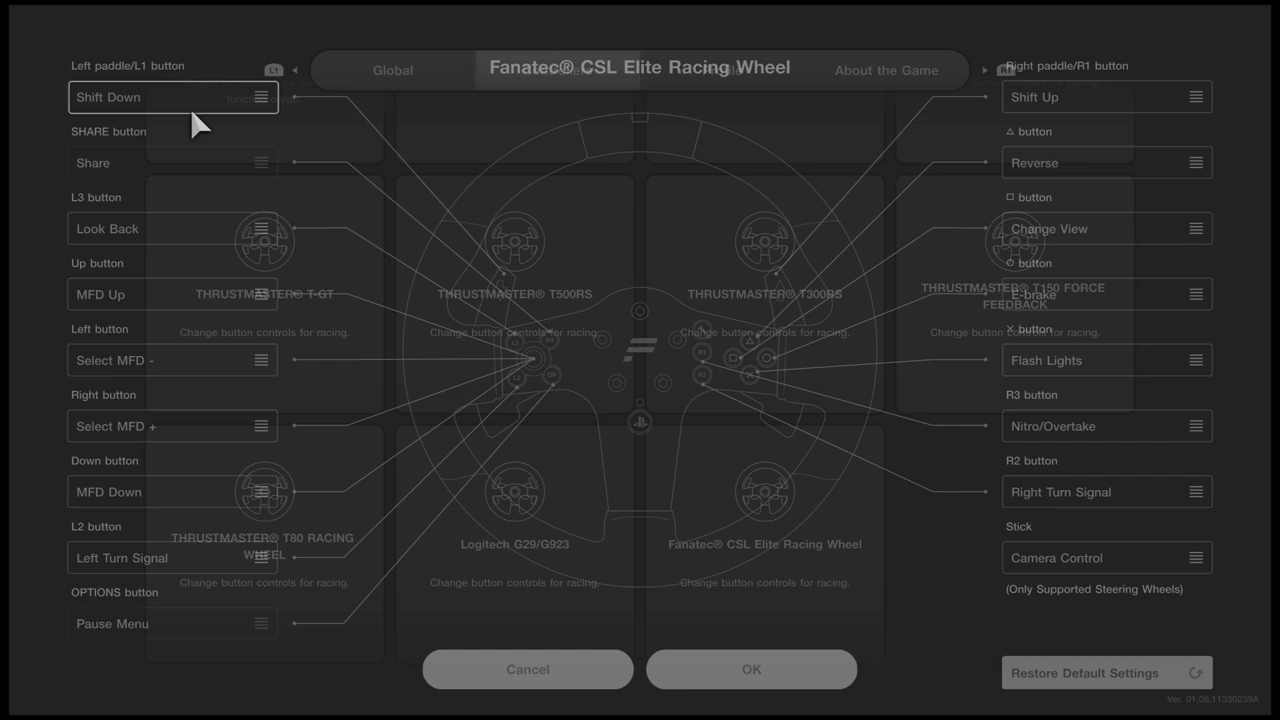 Fanatec® CSL Elite Racing Wheel
L1
Global
About the Game
Left paddle/L1 button
Shift Down
SHARE button
Share
L3 button
Look Back
Up button
MFD Up
Left button
Select MFD -
Right button
Select MFD +
Down button
MFD Down
L2 button
Left Turn Signal
OPTIONS button
Pause Menu
Right paddle/R1 button
Shift Up
△ button
Reverse
□ button
Change View
○ button
E-brake
× button
Flash Lights
R3 button
Nitro/Overtake
R2 button
Right Turn Signal
Stick
Camera Control
(Only Supported Steering Wheels)
THRUSTMASTER® T-GT
Change button controls for racing.
THRUSTMASTER® T500RS
Change button controls for racing.
THRUSTMASTER® T300RS
Change button controls for racing.
THRUSTMASTER® T150 FORCE
FEEDBACK
Change button controls for racing.
THRUSTMASTER® T80 RACING
WHEEL
Change button controls for racing.
Logitech G29/G923
Change button controls for racing.
Fanatec® CSL Elite Racing Wheel
Change button controls for racing.
Cancel
OK
Restore Default Settings
Ver. 01.05.11330239A